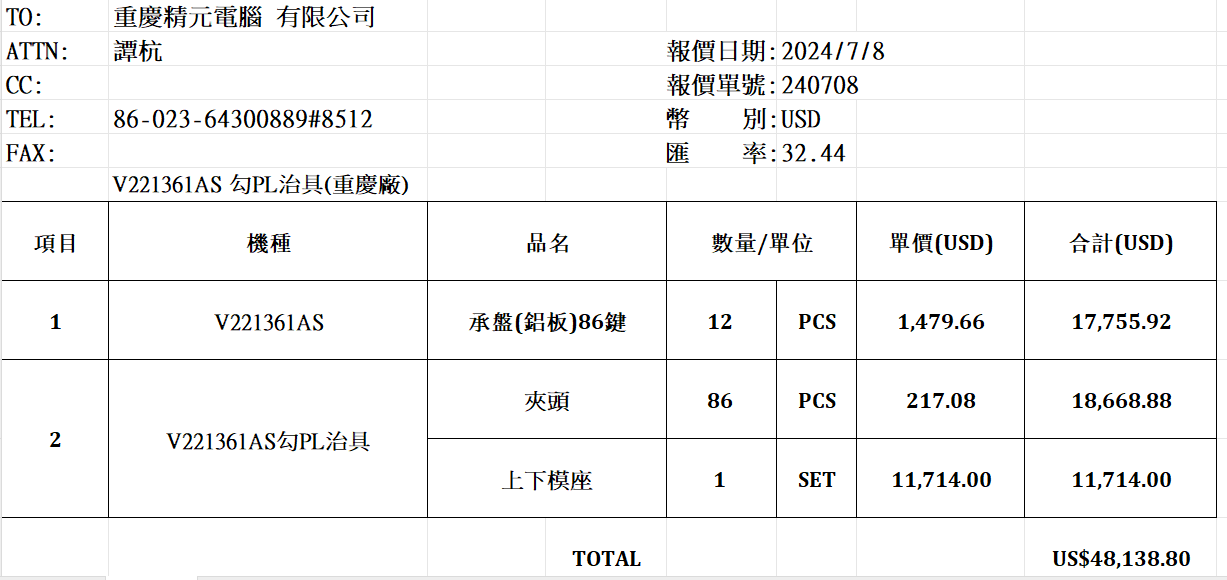 TO: 重慶精元電腦 有限公司
ATTN: 譚杭
報價日期:2024/7/8
CC:
報價單號:240708
TEL: 86-023-64300889#8512
幣 別:USD
FAX:
匯 率:32.44
V221361AS 勾PL治具(重慶廠)
項目 機種 品名 數量/單位 單價(USD) 合計(USD)
1 V221361AS 承盤(鋁板)86鍵 12 PCS 1,479.66 17,755.92
2 V221361AS勾PL治具 夾頭 86 PCS 217.08 18,668.88
上下模座 1 SET 11,714.00 11,714.00
TOTAL US$48,138.80